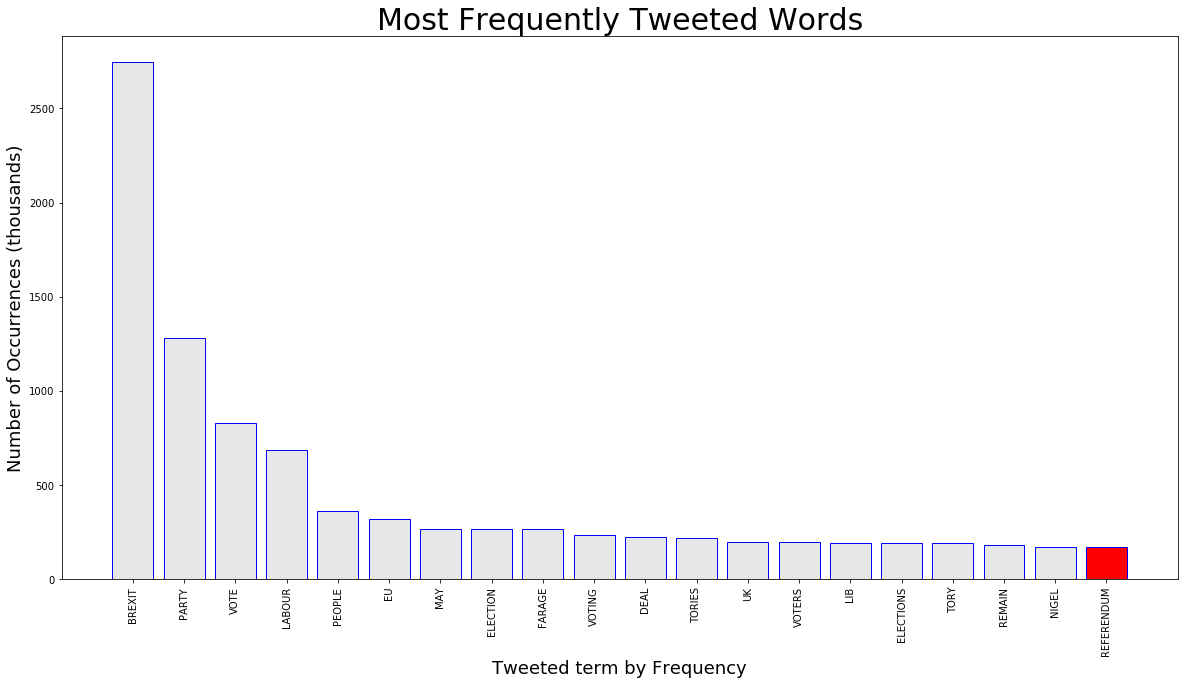 Most Frequently Tweeted Words
Number of Occurrences (thousands)
2500
2000
1500
1000
500
0
BREXIT
PARTY
VOTE
LABOUR
PEOPLE
EU
MAY
ELECTION
FARAGE
VOTING
DEAL
TORIES
UK
VOTERS
LIB
ELECTIONS
TORY
REMAIN
NIGEL
REFERENDUM
Tweeted term by Frequency